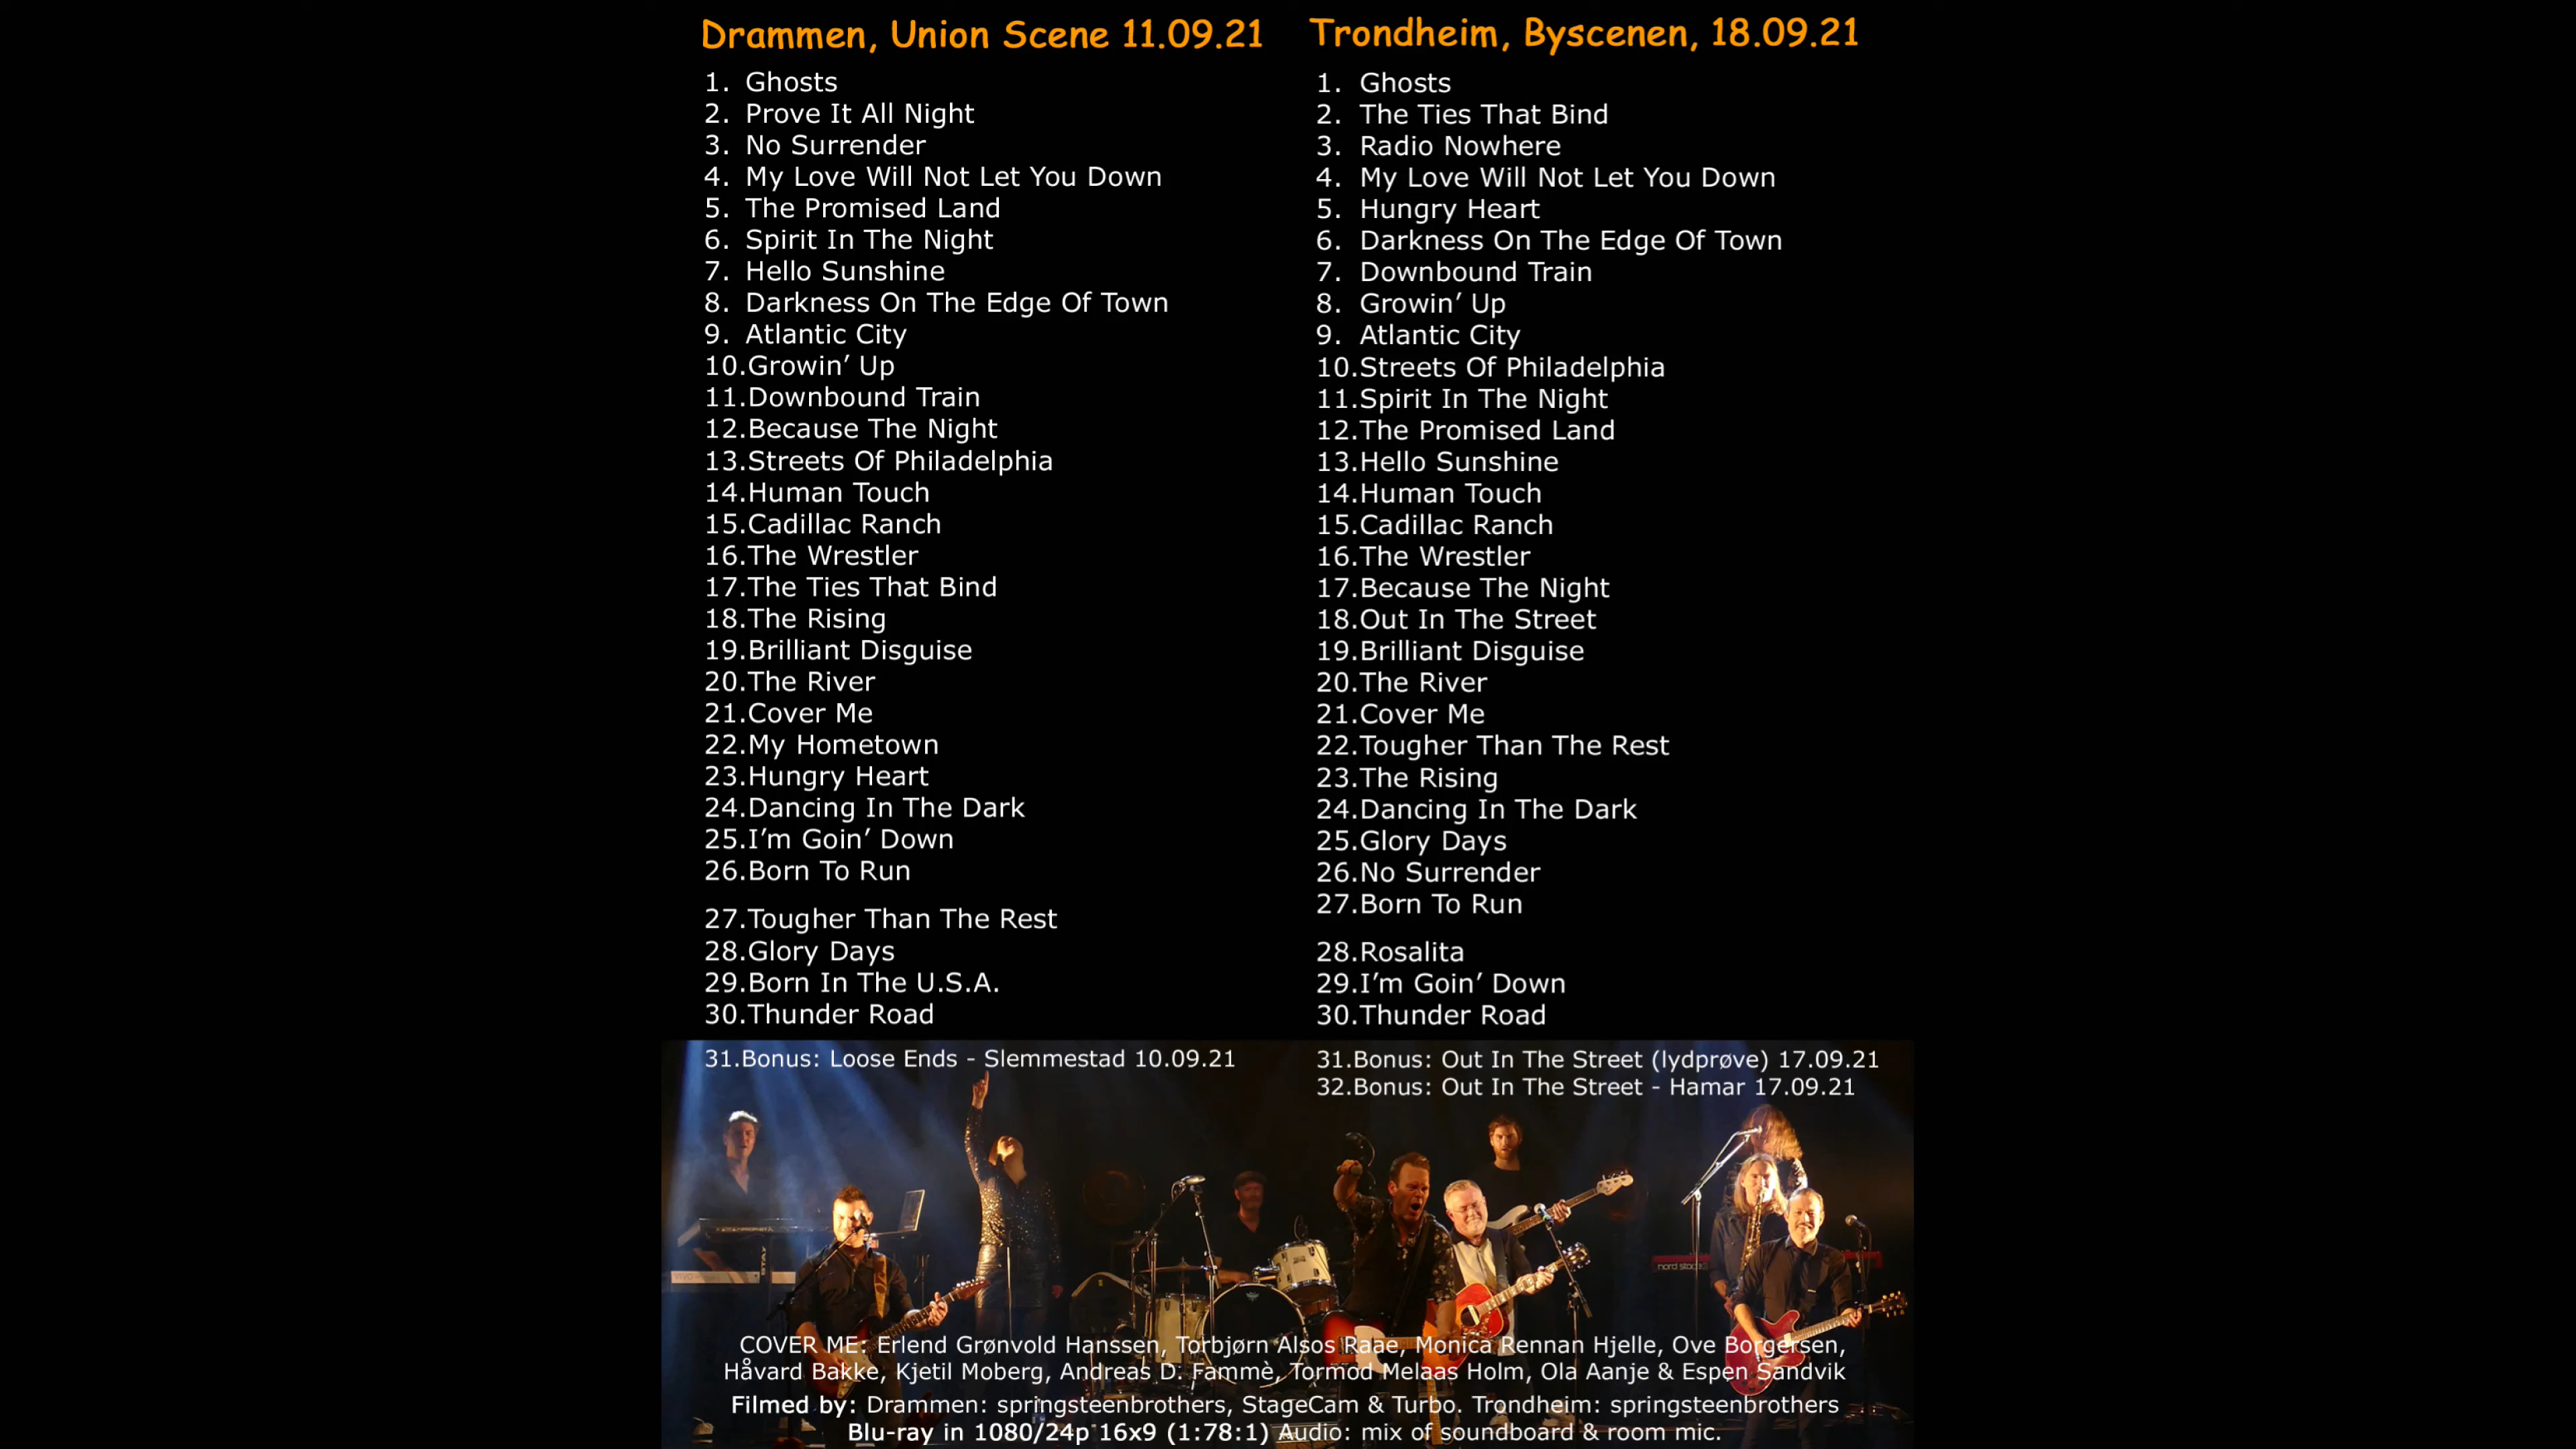 Drammen, Union Scene 11.09.21
1. Ghosts
2. Prove It All Night
3. No Surrender
4. My Love Will Not Let You Down
5. The Promised Land
6. Spirit In The Night
7. Hello Sunshine
8. Darkness On The Edge Of Town
9. Atlantic City
10.Growin’ Up
11.Downbound Train
12.Because The Night
13.Streets Of Philadelphia
14.Human Touch
15.Cadillac Ranch
16.The Wrestler
17.The Ties That Bind
18.The Rising
19.Brilliant Disguise
20.The River
21.Cover Me
22.My Hometown
23.Hungry Heart
24.Dancing In The Dark
25.I’m Goin’ Down
26.Born To Run
27.Tougher Than The Rest
28.Glory Days
29.Born In The U.S.A.
30.Thunder Road
31.Bonus: Loose Ends - Slemmestad 10.09.21
Trondheim, Byscenen, 18.09.21
1. Ghosts
2. The Ties That Bind
3. Radio Nowhere
4. My Love Will Not Let You Down
5. Hungry Heart
6. Darkness On The Edge Of Town
7. Downbound Train
8. Growin’ Up
9. Atlantic City
10.Streets Of Philadelphia
11.Spirit In The Night
12.The Promised Land
13.Hello Sunshine
14.Human Touch
15.Cadillac Ranch
16.The Wrestler
17.Because The Night
18.Out In The Street
19.Brilliant Disguise
20.The River
21.Cover Me
22.Tougher Than The Rest
23.The Rising
24.Dancing In The Dark
25.Glory Days
26.No Surrender
27.Born To Run
28.Rosalita
29.I’m Goin’ Down
30.Thunder Road
31.Bonus: Out In The Street (lydprøve) 17.09.21
32.Bonus: Out In The Street - Hamar 17.09.21
STAY
nord
COVER ME: Erlend Grønvold Hanssen, Torbjørn Alsos Raae, Monica Rennan Hjelle, Ove Borgersen,
Håvard Bakke, Kjetil Moberg, Andreas D. Fammè, Tormod Melaas Holm, Ola Aanje & Espen Sandvik
Filmed by: Drammen: springsteenbrothers, StageCam & Turbo. Trondheim: springsteenbrothers
Blu-ray in 1080/24p 16x9 (1:78:1) Audio: mix of soundboard & room mic.